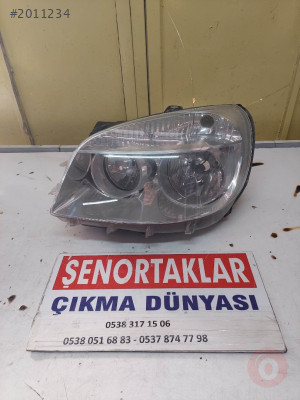 #2011234
ŞENORTAKLAR
ÇIKMA DÜNYASI
0538 317 15 06
0538 051 68 83 - 0537 874 77 98